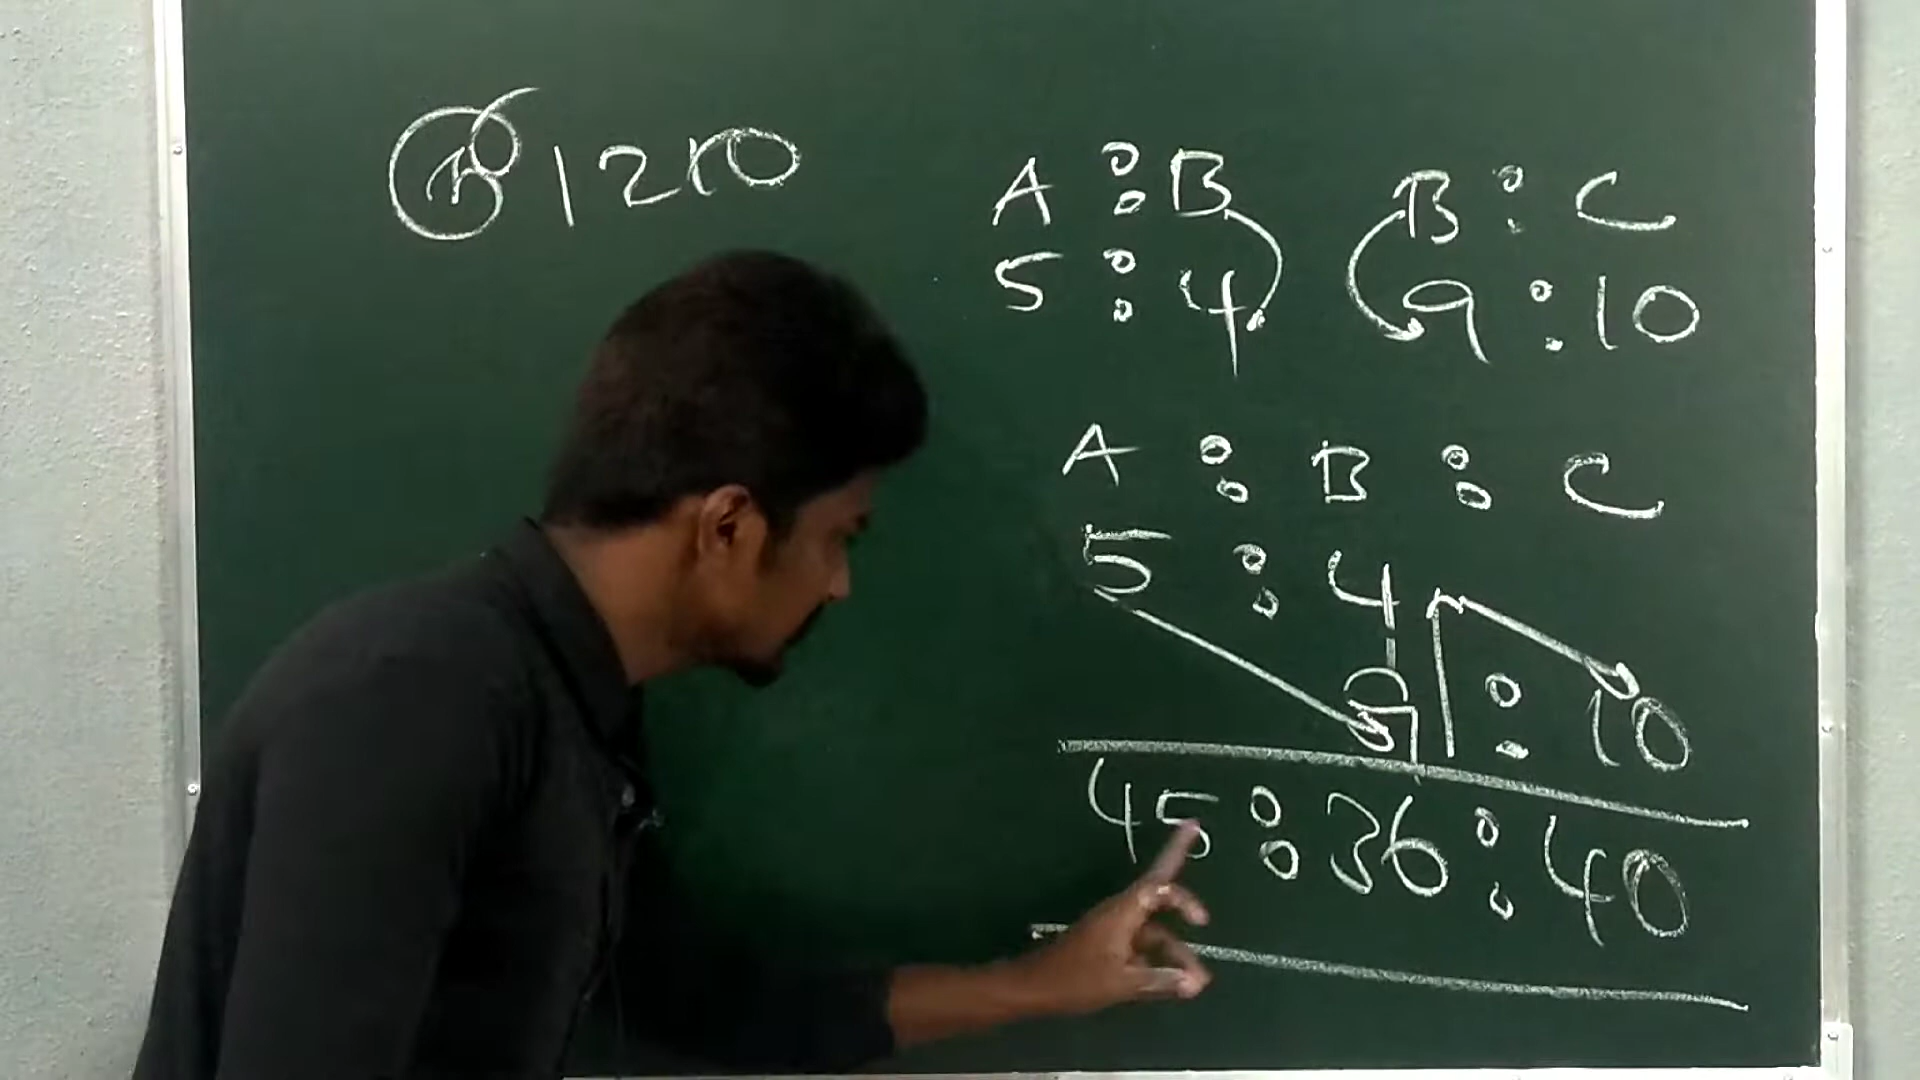 ௹ 1210
A : B
B : C
5 : 4
9 : 10
A : B : C
5 : 4
9 : 10
45 : 36 : 40